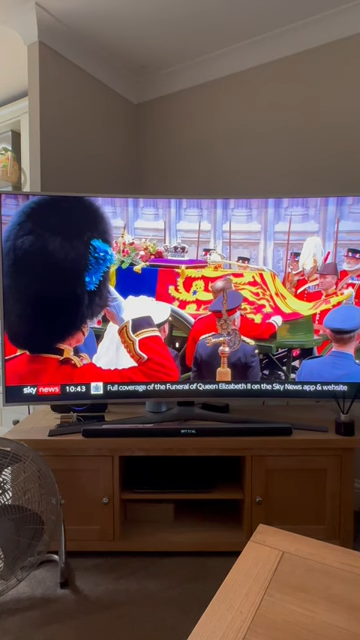 sky news 10:43 Full coverage of the Funeral of Queen Elizabeth II on the Sky News app & website